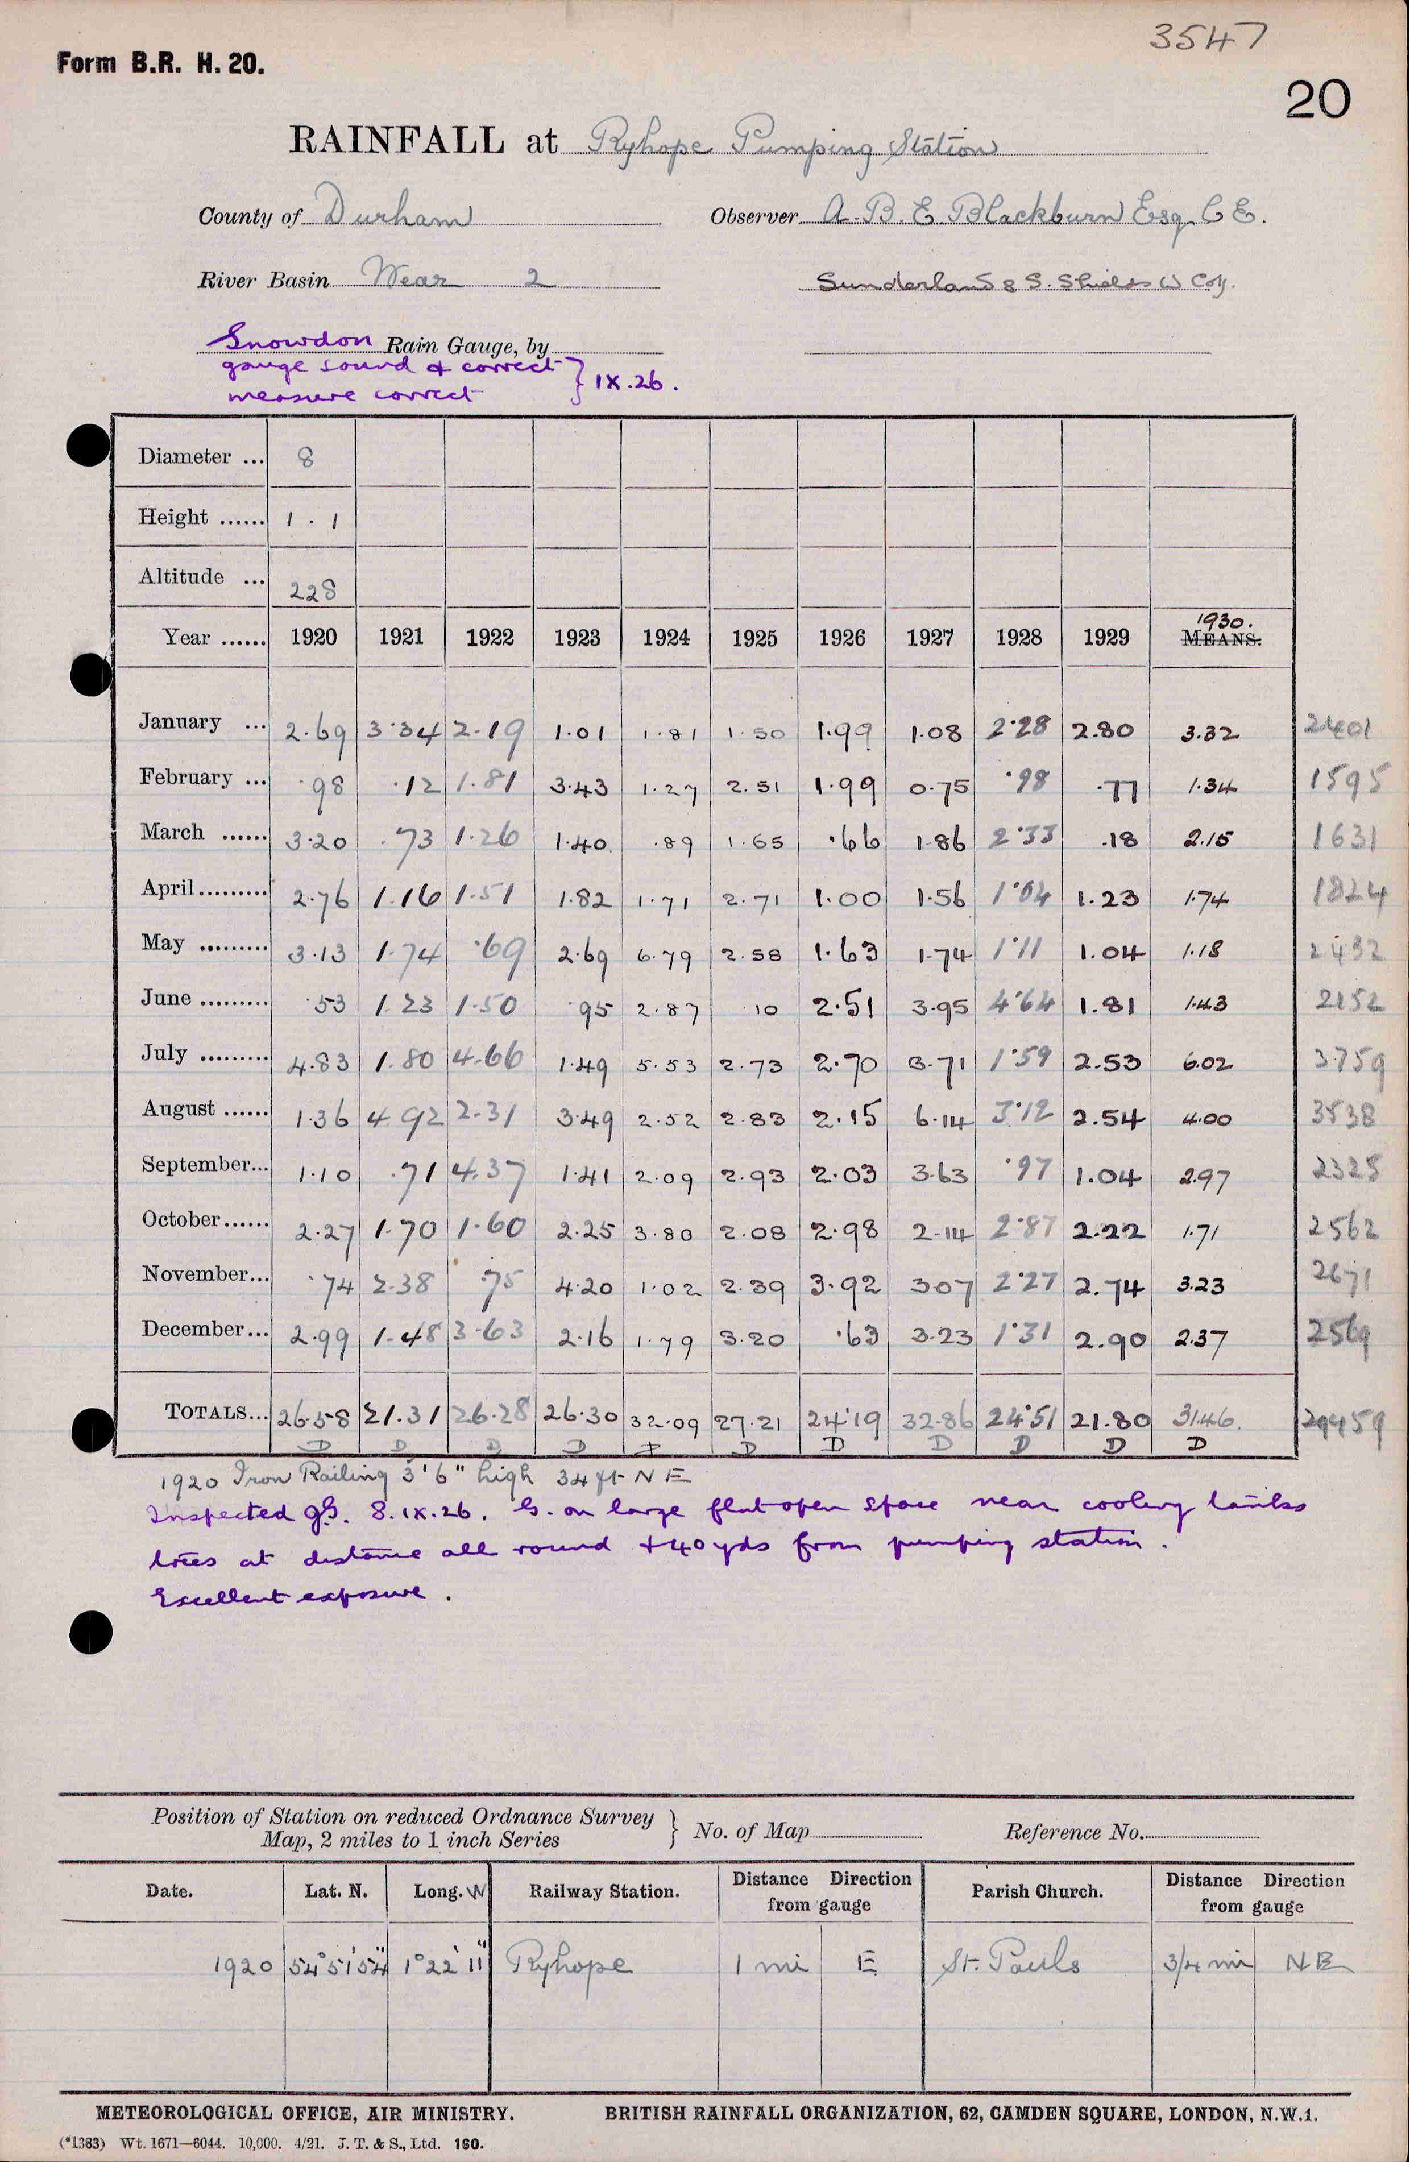 3547
Form B.R. H. 20.
20
RAINFALL at Ryhope Pumping Station
County of Durham Observer A. B. E Blackburn Esq. C E.
River Basin Wear 2 Sunderland & S. Shields W Coy.
Snowdon Rain Gauge, by
gauge sound & correct } IX.26.
measure correct
Diameter ... 8
Height ...... 1 . 1
Altitude ... 228
1930.
Year ...... 1920 1921 1922 1923 1924 1925 1926 1927 1928 1929 MEANS.
January ... 2.69 3.34 2.19 1.01 1.81 1.50 1.99 1.08 2.28 2.80 3.32 2401
February ... .98 .12 1.81 3.43 1.27 2.51 1.99 0.75 .98 .77 1.34 1595
March ...... 3.20 .73 1.26 1.40 .89 1.65 .66 1.86 2.33 .18 2.15 1631
April ......... 2.76 1.16 1.51 1.82 1.71 2.71 1.00 1.56 1.04 1.23 1.74 1824
May ......... 3.13 1.74 .69 2.69 6.79 2.58 1.63 1.74 1.11 1.04 1.18 2432
June ......... .53 1.23 1.50 .95 2.87 10 2.51 3.95 4.64 1.81 1.43 2152
July ......... 4.83 1.80 4.66 1.49 5.53 2.73 2.70 3.71 1.59 2.53 6.02 3759
August ...... 1.36 4.92 2.31 3.49 2.52 2.83 2.15 6.14 3.12 2.54 4.00 3538
September... 1.10 .71 4.37 1.41 2.09 2.93 2.03 3.63 .97 1.04 2.97 2325
October...... 2.27 1.70 1.60 2.25 3.80 2.08 2.98 2.14 2.87 2.22 1.71 2562
November... .74 2.38 .75 4.20 1.02 2.39 3.92 3.07 2.27 2.74 3.23 2671
December... 2.99 1.48 3.63 2.16 1.79 3.20 .63 3.23 1.31 2.90 2.37 2569
TOTALS... 26.58 21.31 26.28 26.30 32.09 27.21 24.19 32.86 24.51 21.80 31.46. 29459
D D D D D D D D D D D
1920 Iron Railing 3' 6" high 34 ft N E
Inspected 8.IX.26. G. on large flat open space near cooling tanks
trees at distance all round +40 yds from pumping station.
Excellent exposure.
Position of Station on reduced Ordnance Survey
Map, 2 miles to 1 inch Series } No. of Map Reference No.
Date. Lat. N. Long. W Railway Station. Distance Direction from gauge Parish Church. Distance Direction from gauge
1920 54° 51' 54" 1° 22' 11" Ryhope 1 mi E St. Pauls 3/4 mi N E
METEOROLOGICAL OFFICE, AIR MINISTRY. BRITISH RAINFALL ORGANIZATION, 62, CAMDEN SQUARE, LONDON, N.W.1.
(*1383) Wt. 1671—6044. 10,000. 4/21. J. T. & S., Ltd. 160.